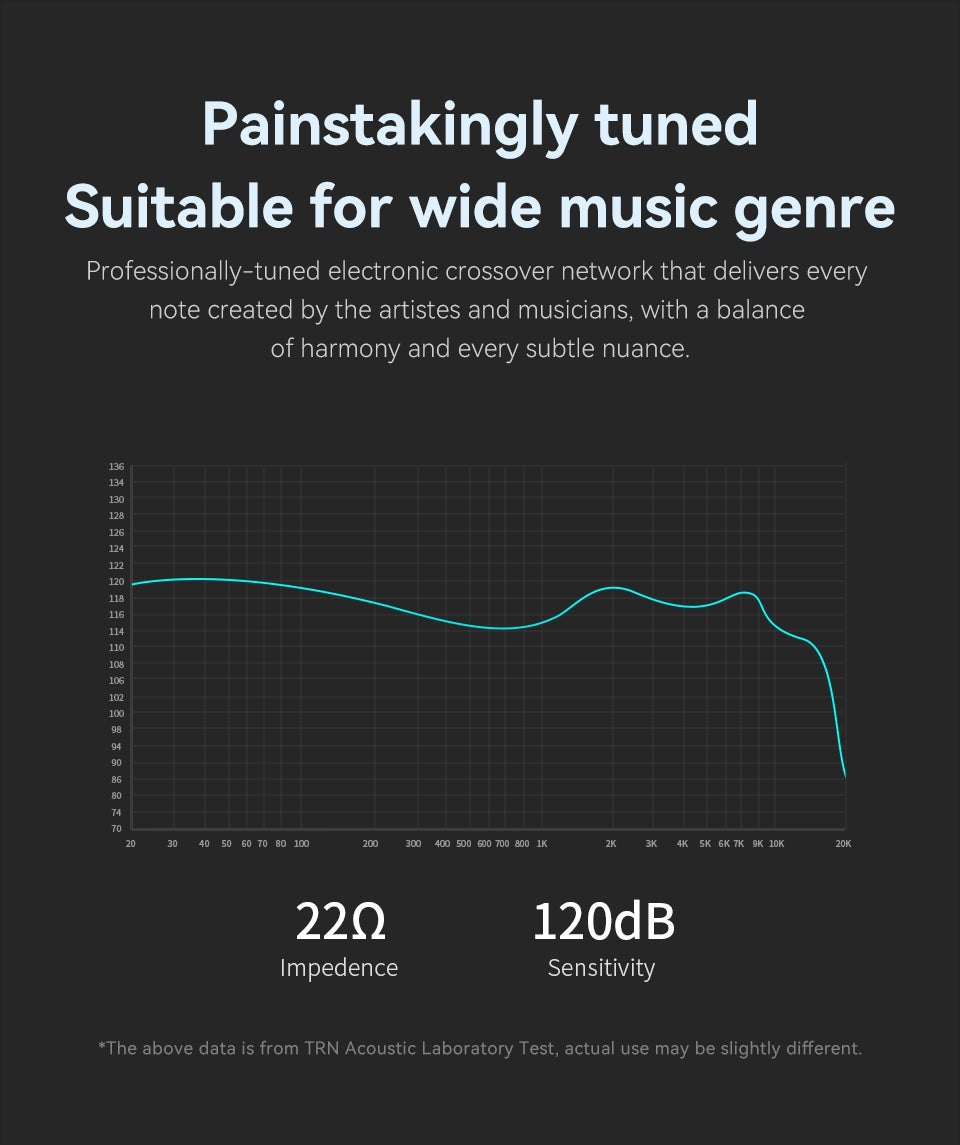 Painstakingly tuned
Suitable for wide music genre
Professionally-tuned electronic crossover network that delivers every
note created by the artistes and musicians, with a balance
of harmony and every subtle nuance.
136
134
130
128
126
124
122
120
118
116
114
110
108
106
102
100
98
94
90
86
80
74
70
20 30 40 50 60 70 80 100 200 300 400 500 600 700 800 1K 2K 3K 4K 5K 6K 7K 9K 10K 20K
22Ω 120dB
Impedence Sensitivity
*The above data is from TRN Acoustic Laboratory Test, actual use may be slightly different.